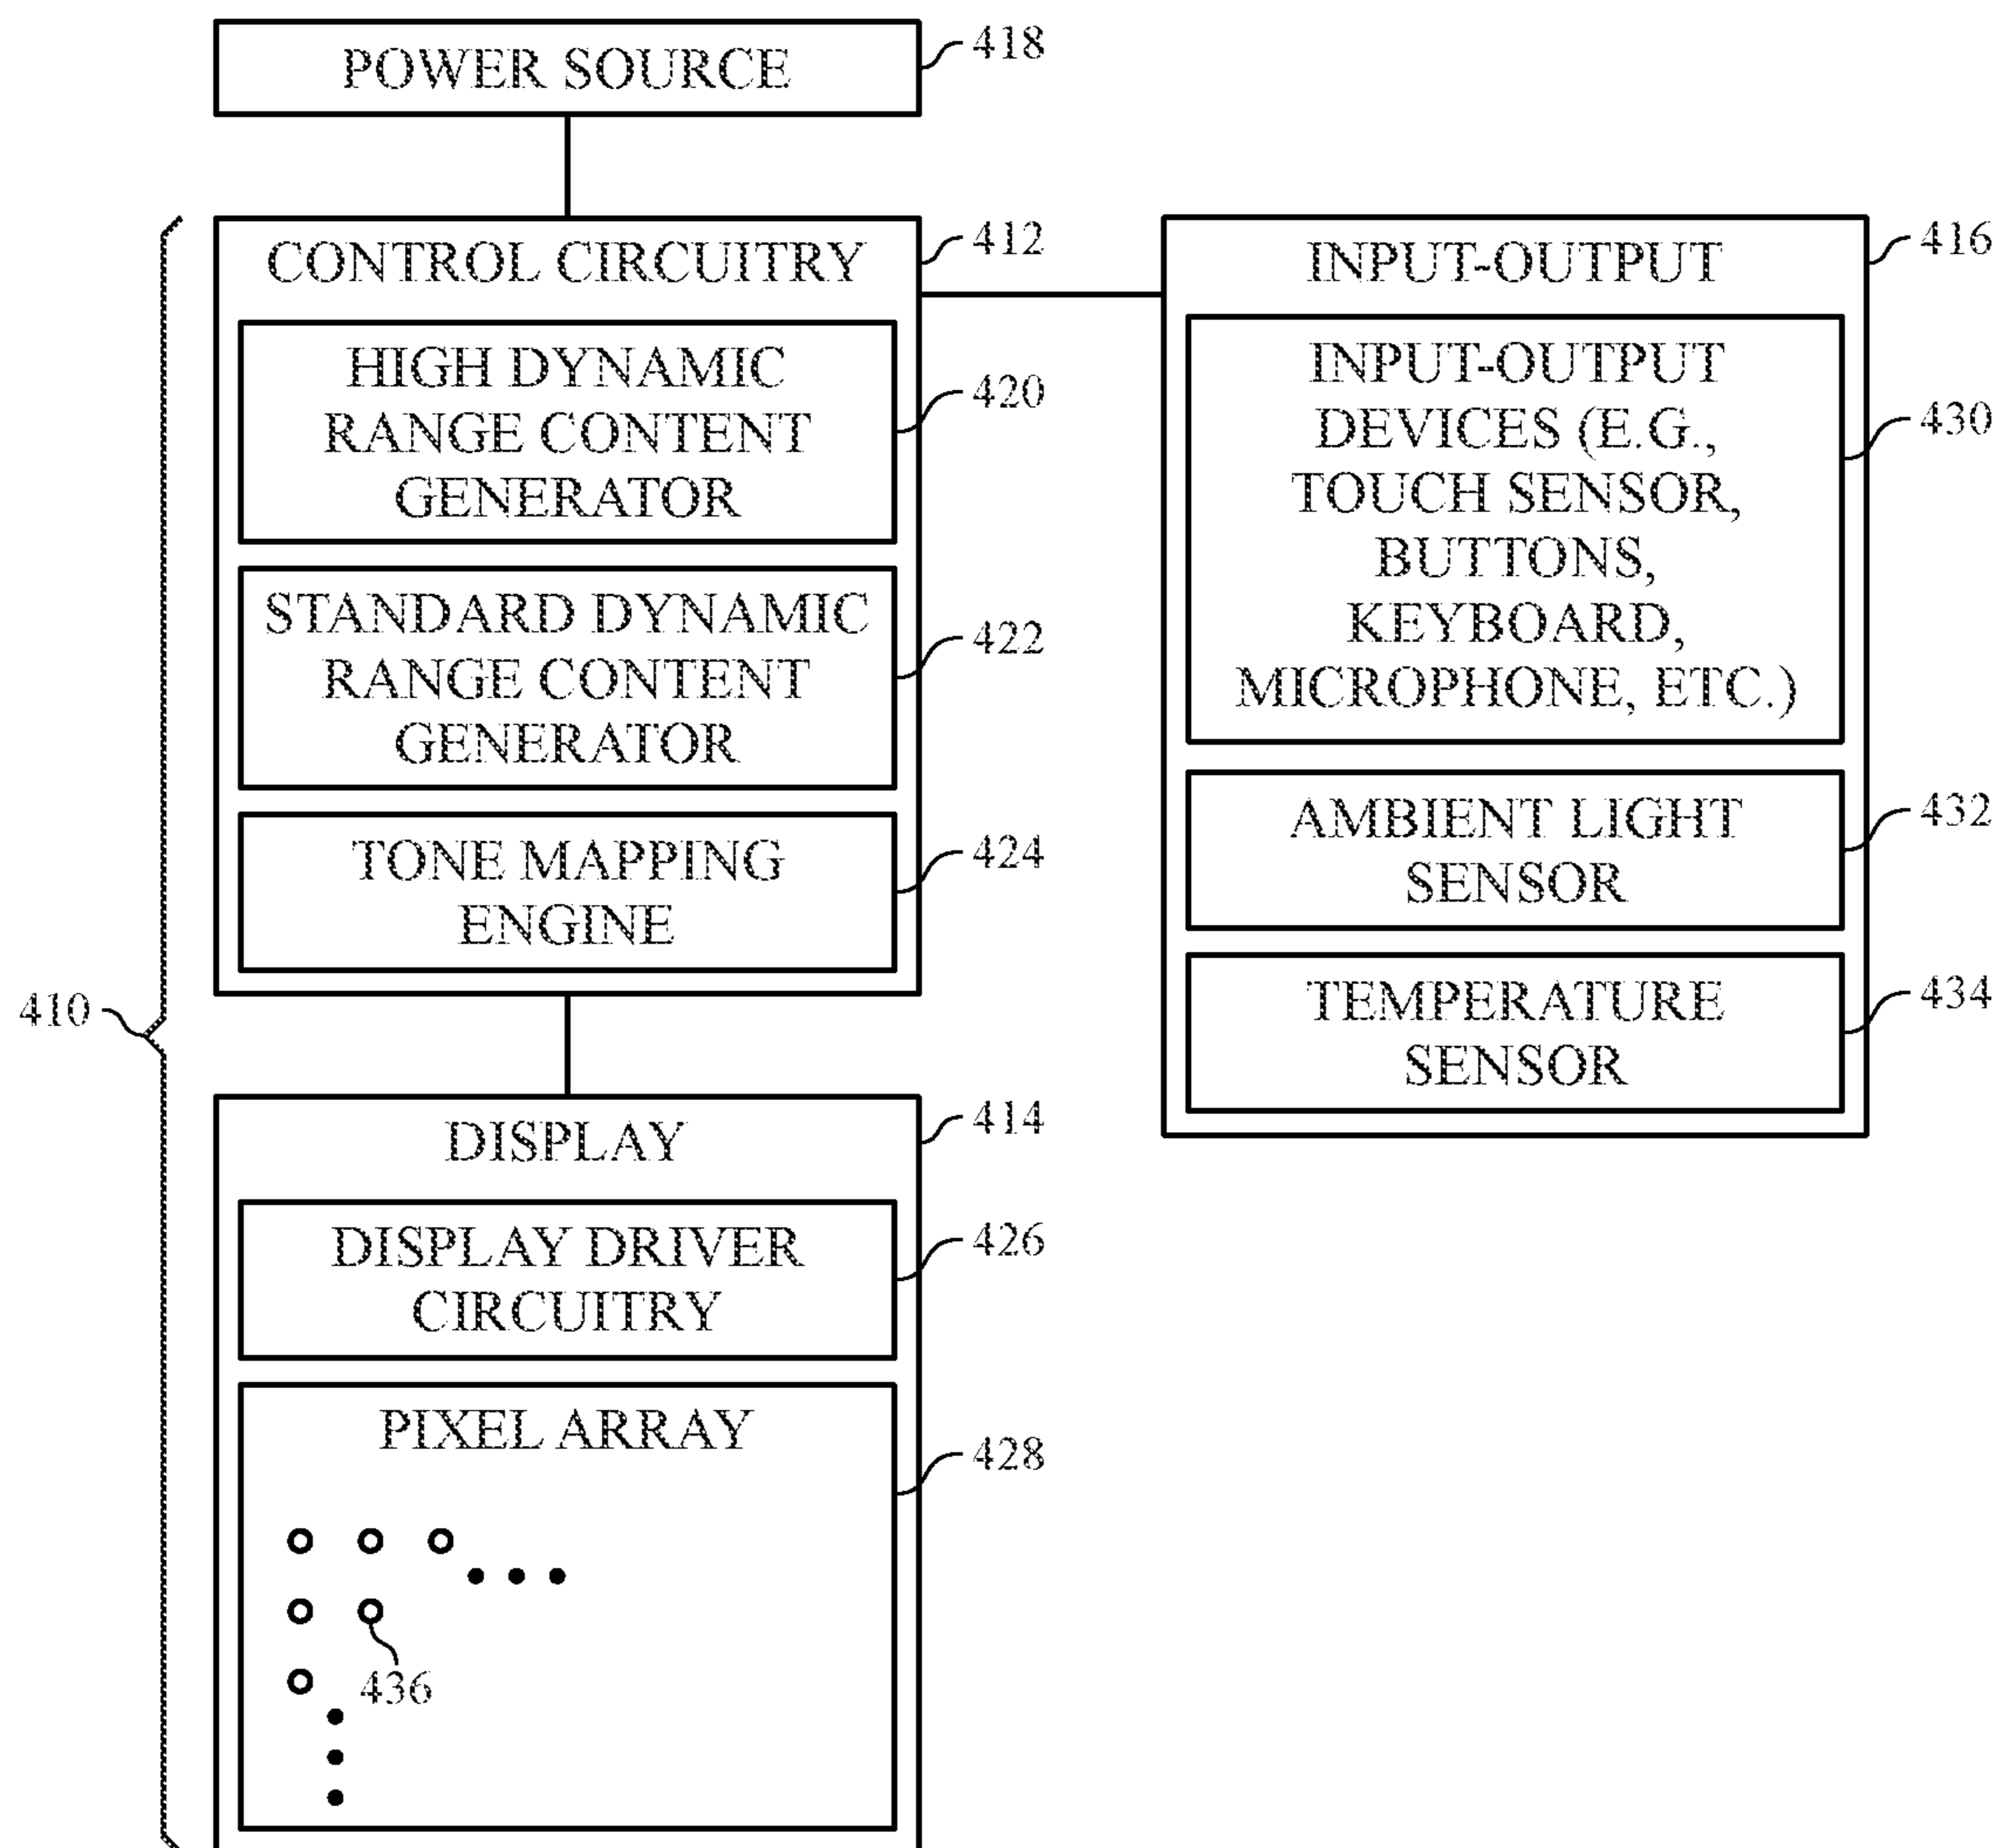 POWER SOURCE
418
CONTROL CIRCUITRY
412
HIGH DYNAMIC
RANGE CONTENT
GENERATOR
420
STANDARD DYNAMIC
RANGE CONTENT
GENERATOR
422
TONE MAPPING
ENGINE
424
410
DISPLAY
414
DISPLAY DRIVER
CIRCUITRY
426
PIXEL ARRAY
428
436
INPUT-OUTPUT
416
INPUT-OUTPUT
DEVICES (E.G.,
TOUCH SENSOR,
BUTTONS,
KEYBOARD,
MICROPHONE, ETC.)
430
AMBIENT LIGHT
SENSOR
432
TEMPERATURE
SENSOR
434